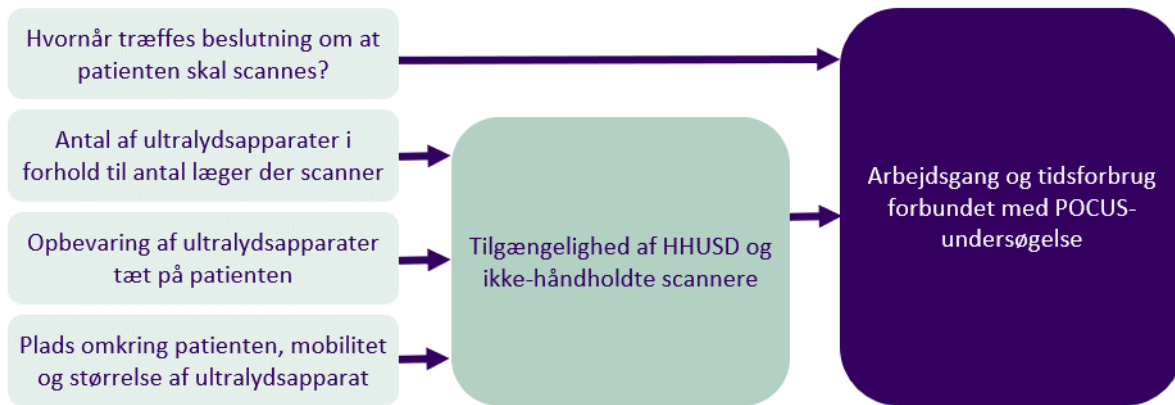 Hvornår træffes beslutning om at
patienten skal scannes?
Antal af ultralydsapparater i
forhold til antal læger der scanner
Opbevaring af ultralydsapparater
tæt på patienten
Plads omkring patienten, mobilitet
og størrelse af ultralydsapparat
Tilgængelighed af HHUSD og
ikke-håndholdte scannere
Arbejdsgang og tidsforbrug
forbundet med POCUS-
undersøgelse